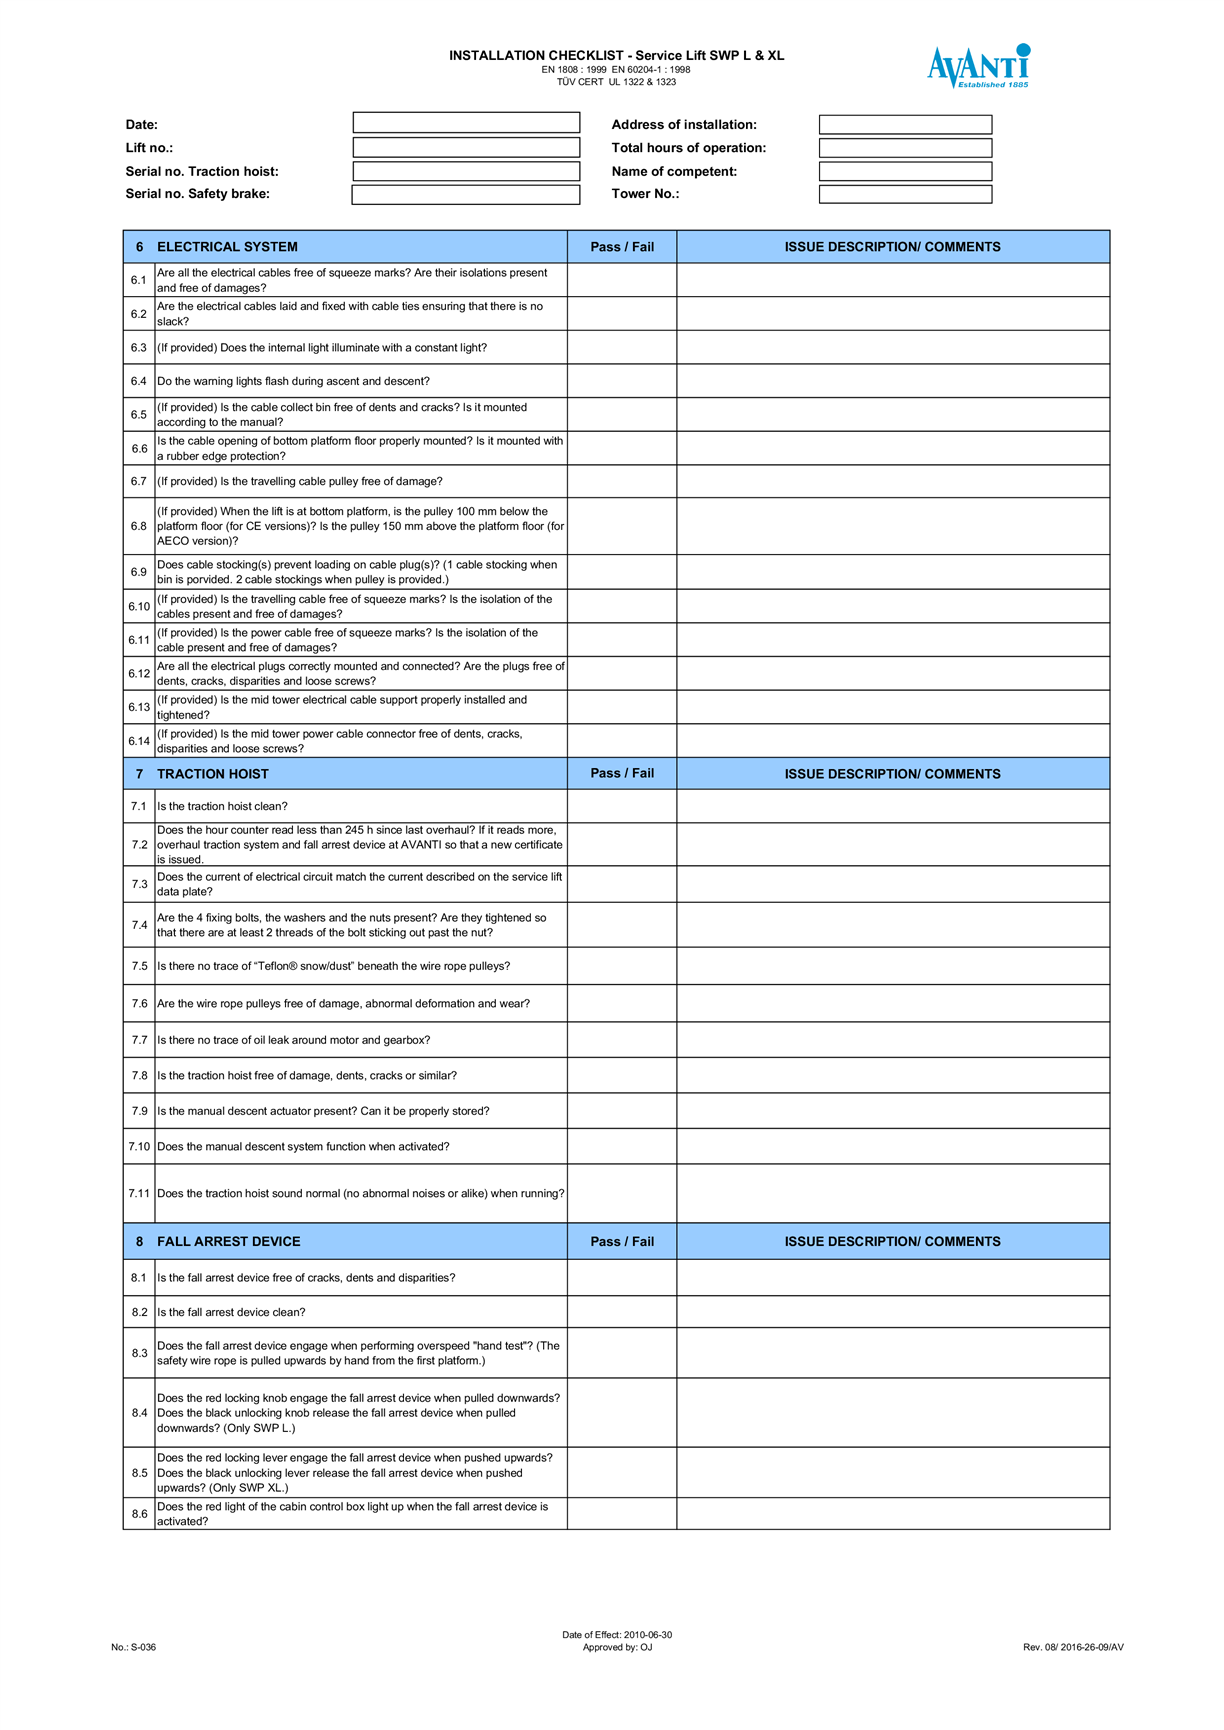 INSTALLATION CHECKLIST - Service Lift SWP L & XL
EN 1808 : 1999 EN 60204-1 : 1998
TÜV CERT UL 1322 & 1323
AVANTi
Established 1885
Date:
Address of installation:
Lift no.:
Total hours of operation:
Serial no. Traction hoist:
Name of competent:
Serial no. Safety brake:
Tower No.:
6 ELECTRICAL SYSTEM Pass / Fail ISSUE DESCRIPTION/ COMMENTS
6.1 Are all the electrical cables free of squeeze marks? Are their isolations present
and free of damages?
6.2 Are the electrical cables laid and fixed with cable ties ensuring that there is no
slack?
6.3 (If provided) Does the internal light illuminate with a constant light?
6.4 Do the warning lights flash during ascent and descent?
6.5 (If provided) Is the cable collect bin free of dents and cracks? Is it mounted
according to the manual?
6.6 Is the cable opening of bottom platform floor properly mounted? Is it mounted with
a rubber edge protection?
6.7 (If provided) Is the travelling cable pulley free of damage?
6.8 (If provided) When the lift is at bottom platform, is the pulley 100 mm below the
platform floor (for CE versions)? Is the pulley 150 mm above the platform floor (for
AECO version)?
6.9 Does cable stocking(s) prevent loading on cable plug(s)? (1 cable stocking when
bin is porvided. 2 cable stockings when pulley is provided.)
6.10 (If provided) Is the travelling cable free of squeeze marks? Is the isolation of the
cables present and free of damages?
6.11 (If provided) Is the power cable free of squeeze marks? Is the isolation of the
cable present and free of damages?
6.12 Are all the electrical plugs correctly mounted and connected? Are the plugs free of
dents, cracks, disparities and loose screws?
6.13 (If provided) Is the mid tower electrical cable support properly installed and
tightened?
6.14 (If provided) Is the mid tower power cable connector free of dents, cracks,
disparities and loose screws?
7 TRACTION HOIST Pass / Fail ISSUE DESCRIPTION/ COMMENTS
7.1 Is the traction hoist clean?
7.2 Does the hour counter read less than 245 h since last overhaul? If it reads more,
overhaul traction system and fall arrest device at AVANTI so that a new certificate
is issued.
7.3 Does the current of electrical circuit match the current described on the service lift
data plate?
7.4 Are the 4 fixing bolts, the washers and the nuts present? Are they tightened so
that there are at least 2 threads of the bolt sticking out past the nut?
7.5 Is there no trace of “Teflon® snow/dust” beneath the wire rope pulleys?
7.6 Are the wire rope pulleys free of damage, abnormal deformation and wear?
7.7 Is there no trace of oil leak around motor and gearbox?
7.8 Is the traction hoist free of damage, dents, cracks or similar?
7.9 Is the manual descent actuator present? Can it be properly stored?
7.10 Does the manual descent system function when activated?
7.11 Does the traction hoist sound normal (no abnormal noises or alike) when running?
8 FALL ARREST DEVICE Pass / Fail ISSUE DESCRIPTION/ COMMENTS
8.1 Is the fall arrest device free of cracks, dents and disparities?
8.2 Is the fall arrest device clean?
8.3 Does the fall arrest device engage when performing overspeed "hand test"? (The
safety wire rope is pulled upwards by hand from the first platform.)
8.4 Does the red locking knob engage the fall arrest device when pulled downwards?
Does the black unlocking knob release the fall arrest device when pulled
downwards? (Only SWP L.)
8.5 Does the red locking lever engage the fall arrest device when pushed upwards?
Does the black unlocking lever release the fall arrest device when pushed
upwards? (Only SWP XL.)
8.6 Does the red light of the cabin control box light up when the fall arrest device is
activated?
Date of Effect: 2010-06-30
No.: S-036 Approved by: OJ Rev. 08/ 2016-26-09/AV